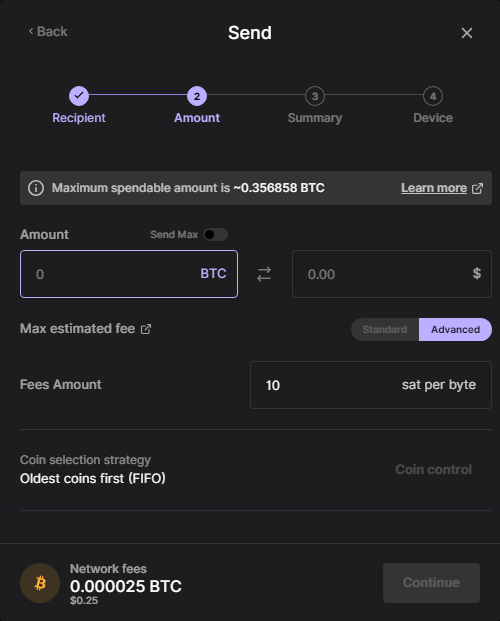 Back
Send
2
3
4
Recipient
Amount
Summary
Device
Maximum spendable amount is ~0.356858 BTC
Learn more
Amount
Send Max
0
BTC
0.00
$
Max estimated fee
Standard
Advanced
Fees Amount
10
sat per byte
Coin selection strategy
Oldest coins first (FIFO)
Coin control
Network fees
0.000025 BTC
$0.25
Continue